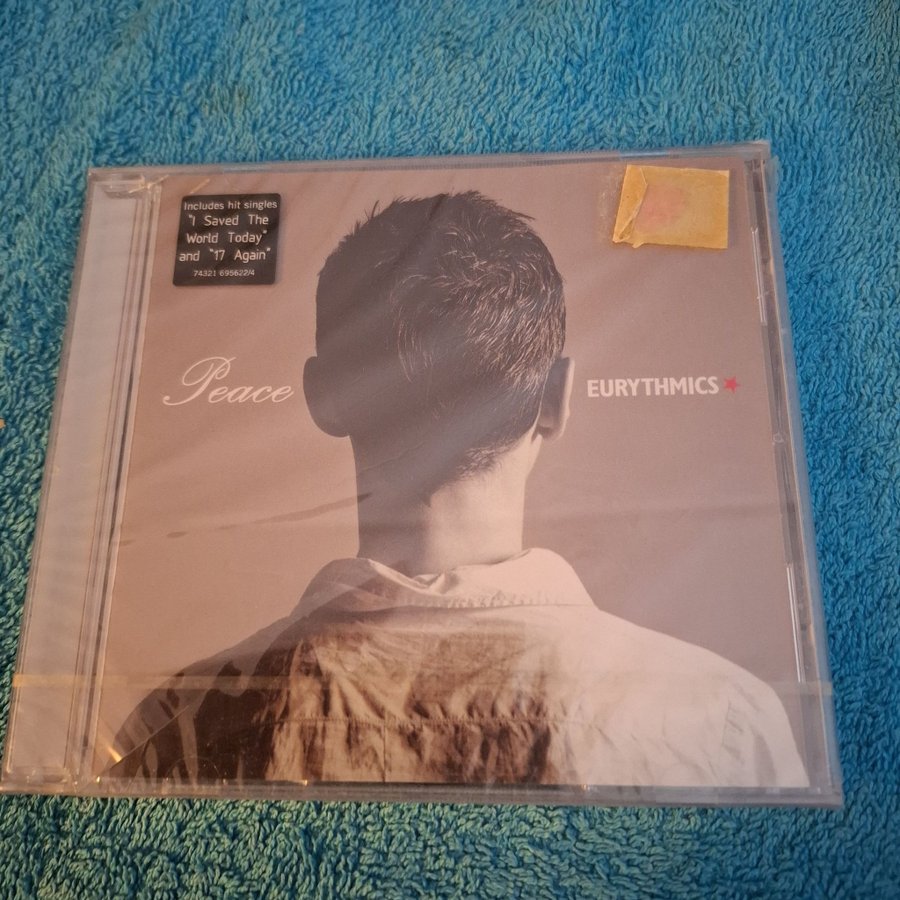 Includes hit singles
"I Saved The
World Today"
and "17 Again"
74321 695622/4
Peace
EURYTHMICS